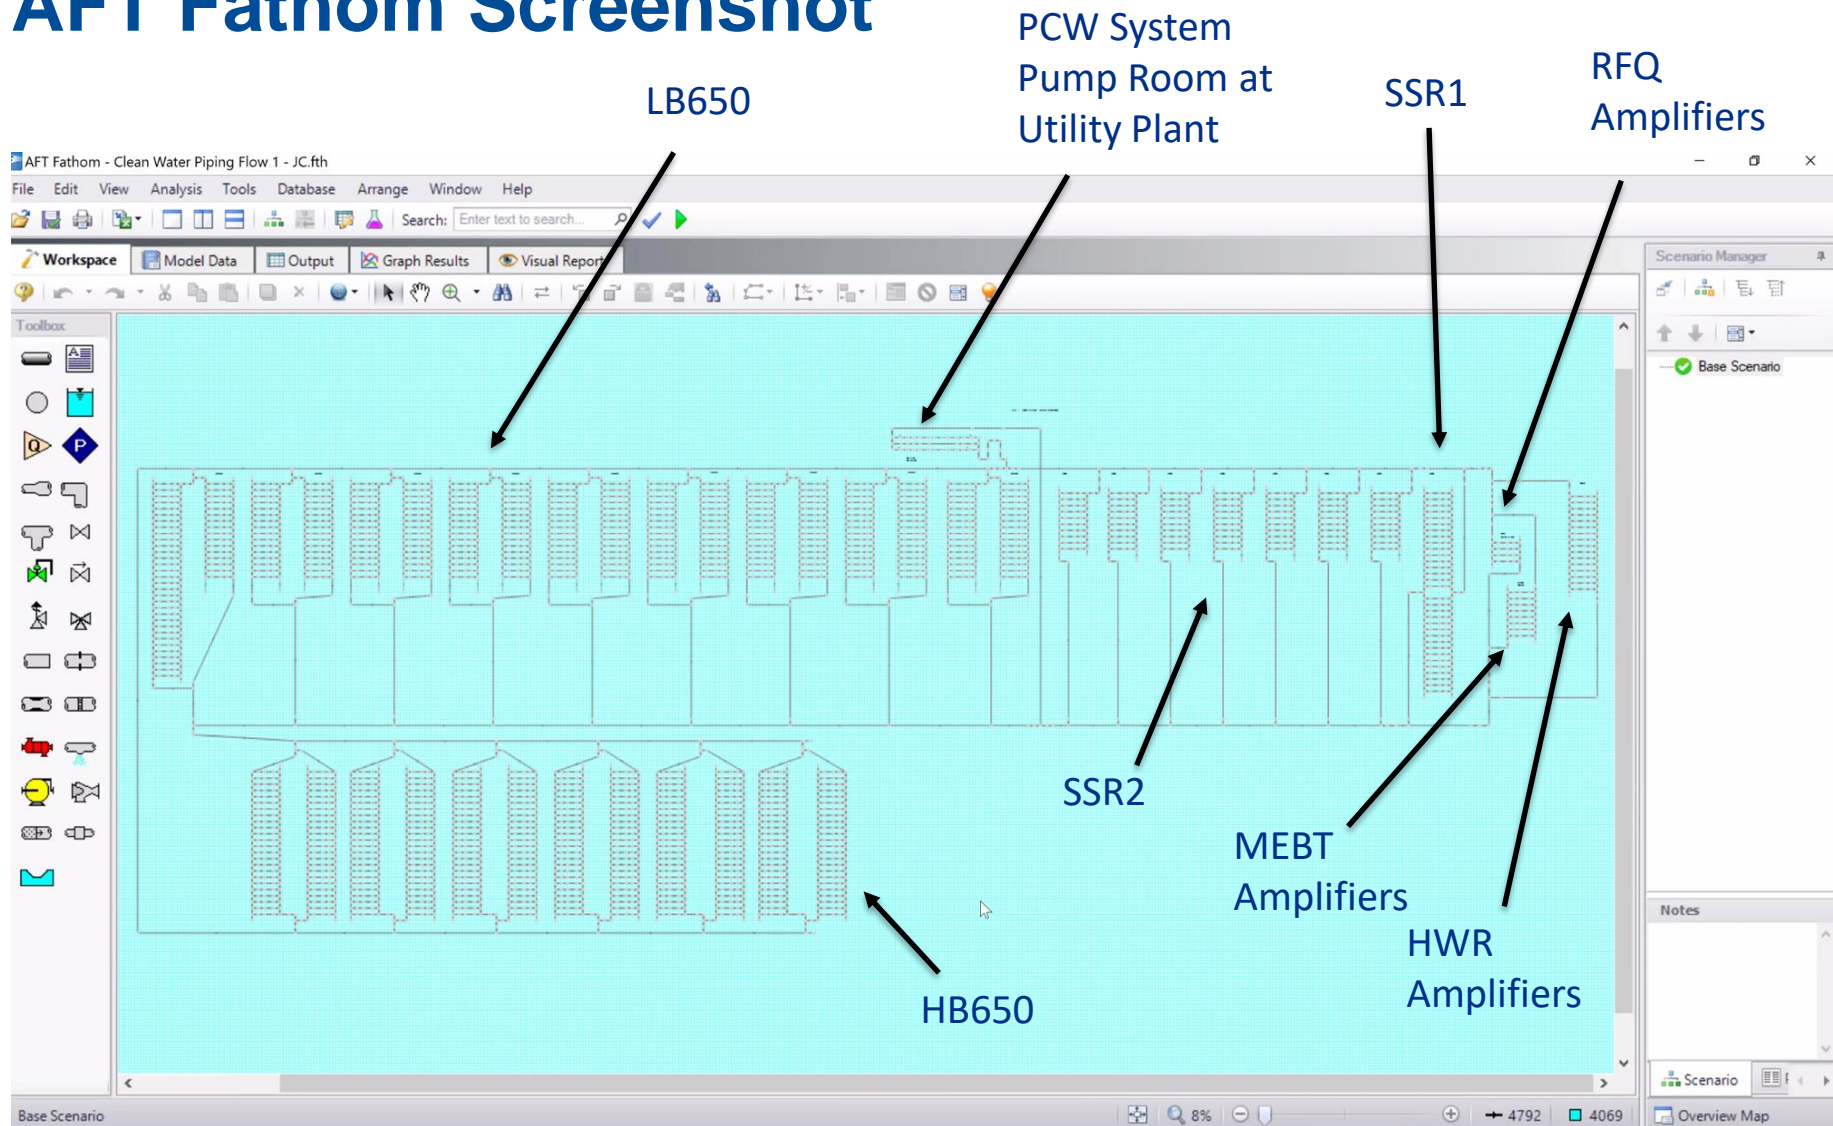 AFT Fathom Screenshot
PCW System
Pump Room at
Utility Plant
LB650
SSR1
RFQ
Amplifiers
AFT Fathom - Clean Water Piping Flow 1 - JC.fth
File Edit View Analysis Tools Database Arrange Window Help
Search: Enter text to search...
Workspace Model Data Output Graph Results Visual Report
Scenario Manager
Toolbox
Base Scenario
SSR2
MEBT
Amplifiers
HWR
Amplifiers
HB650
Notes
Scenario
Base Scenario
8%
4792
4069
Overview Map